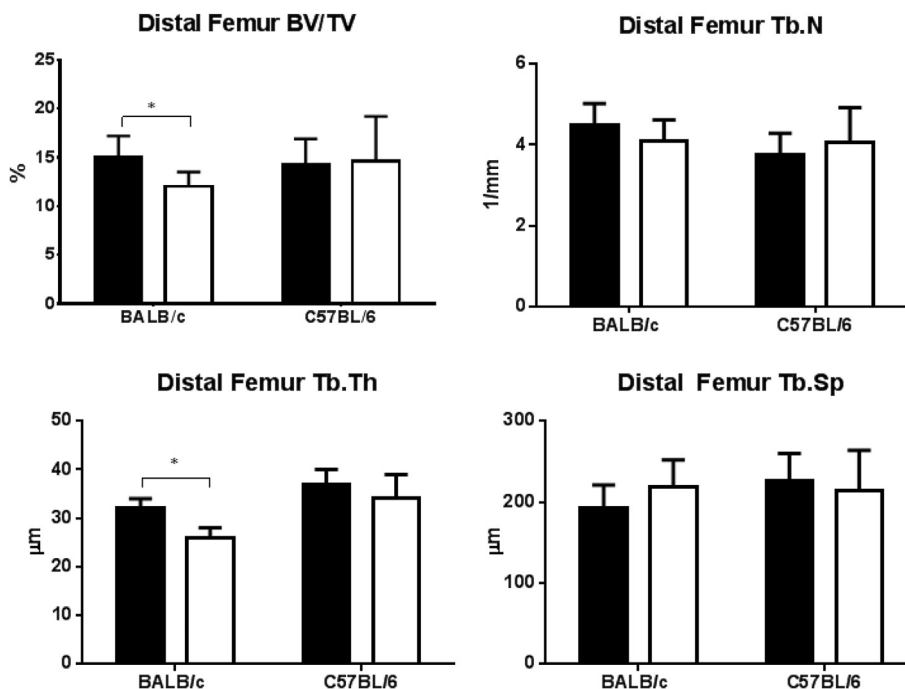 Distal Femur BV/TV
25
20
15
10
5
0
%
*
BALB/c
C57BL/6
Distal Femur Tb.N
6
4
2
0
1/mm
BALB/c
C57BL/6
Distal Femur Tb.Th
50
40
30
20
10
0
µm
*
BALB/c
C57BL/6
Distal Femur Tb.Sp
300
200
100
0
µm
BALB/c
C57BL/6